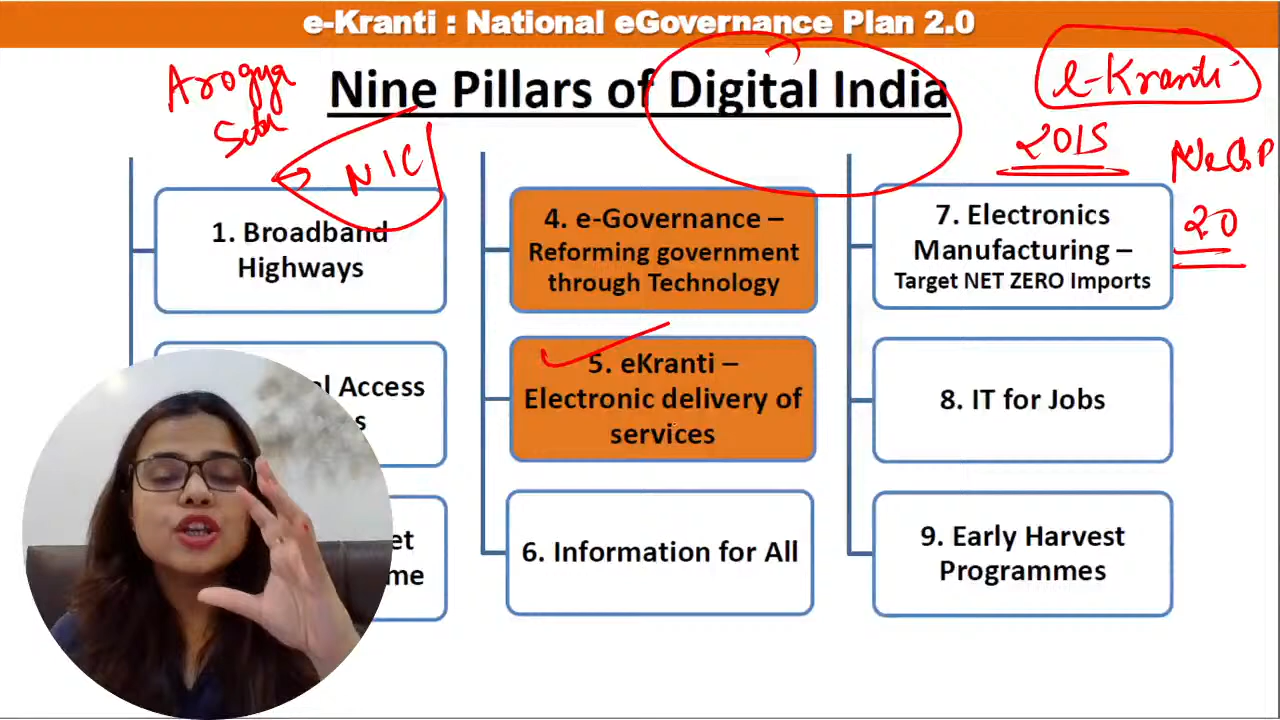 e-Kranti : National eGovernance Plan 2.0
Nine Pillars of Digital India
Arogya
Setu
NIC
e-Kranti
2015
NeGP
20
1. Broadband
Highways
l Access
s
et
me
4. e-Governance –
Reforming government
through Technology
5. eKranti –
Electronic delivery of
services
6. Information for All
7. Electronics
Manufacturing –
Target NET ZERO Imports
8. IT for Jobs
9. Early Harvest
Programmes